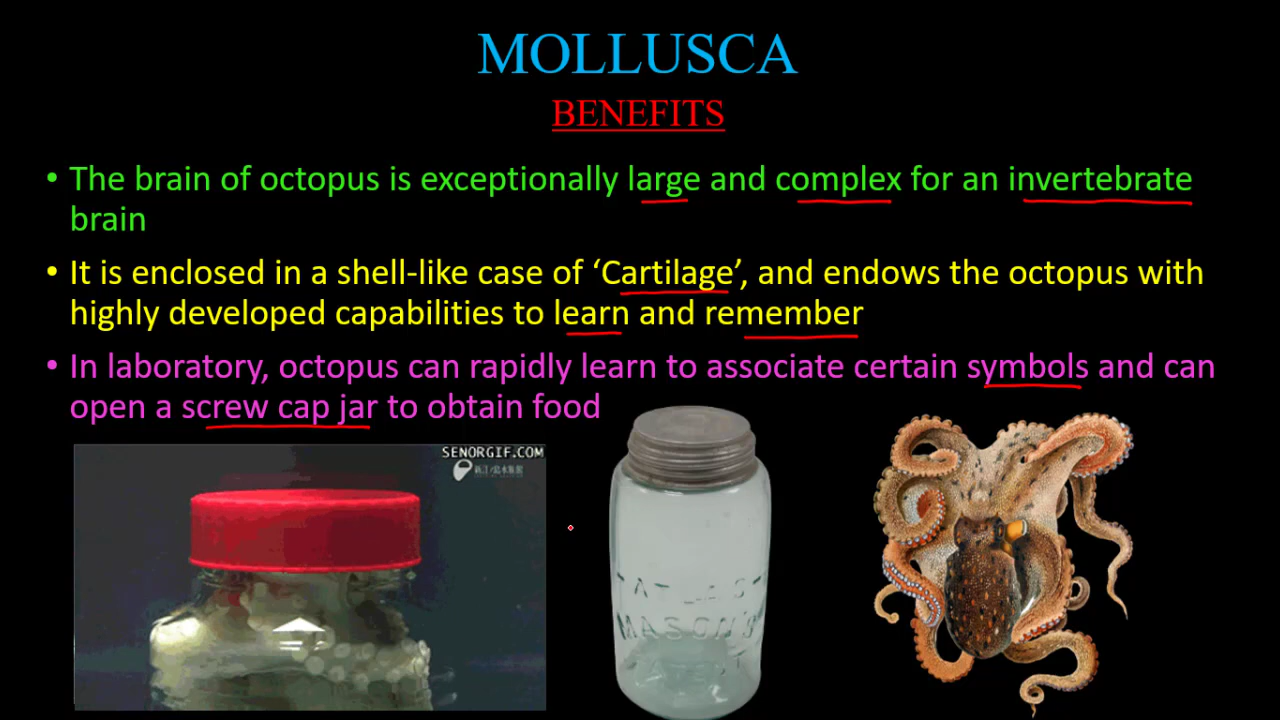 MOLLUSCA
BENEFITS
• The brain of octopus is exceptionally large and complex for an invertebrate
brain
• It is enclosed in a shell-like case of ‘Cartilage’, and endows the octopus with
highly developed capabilities to learn and remember
• In laboratory, octopus can rapidly learn to associate certain symbols and can
open a screw cap jar to obtain food
SENORGIF.COM
ATLAS
MASON'S